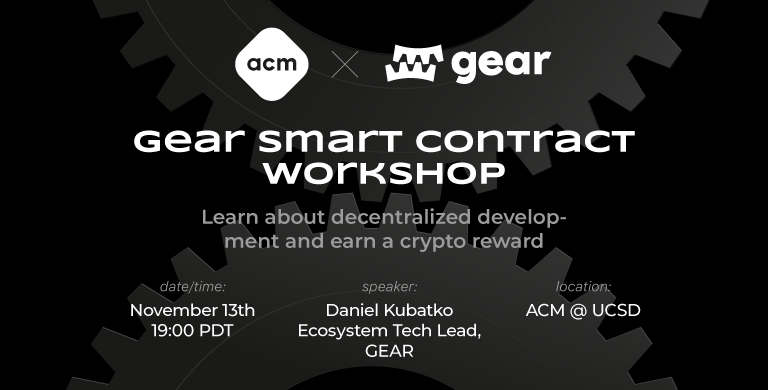 acm
gear
Gear Smart Contract
Workshop
Learn about decentralized develop-
ment and earn a crypto reward
date/time:
November 13th
19:00 PDT
speaker:
Daniel Kubatko
Ecosystem Tech Lead,
GEAR
location:
ACM @ UCSD